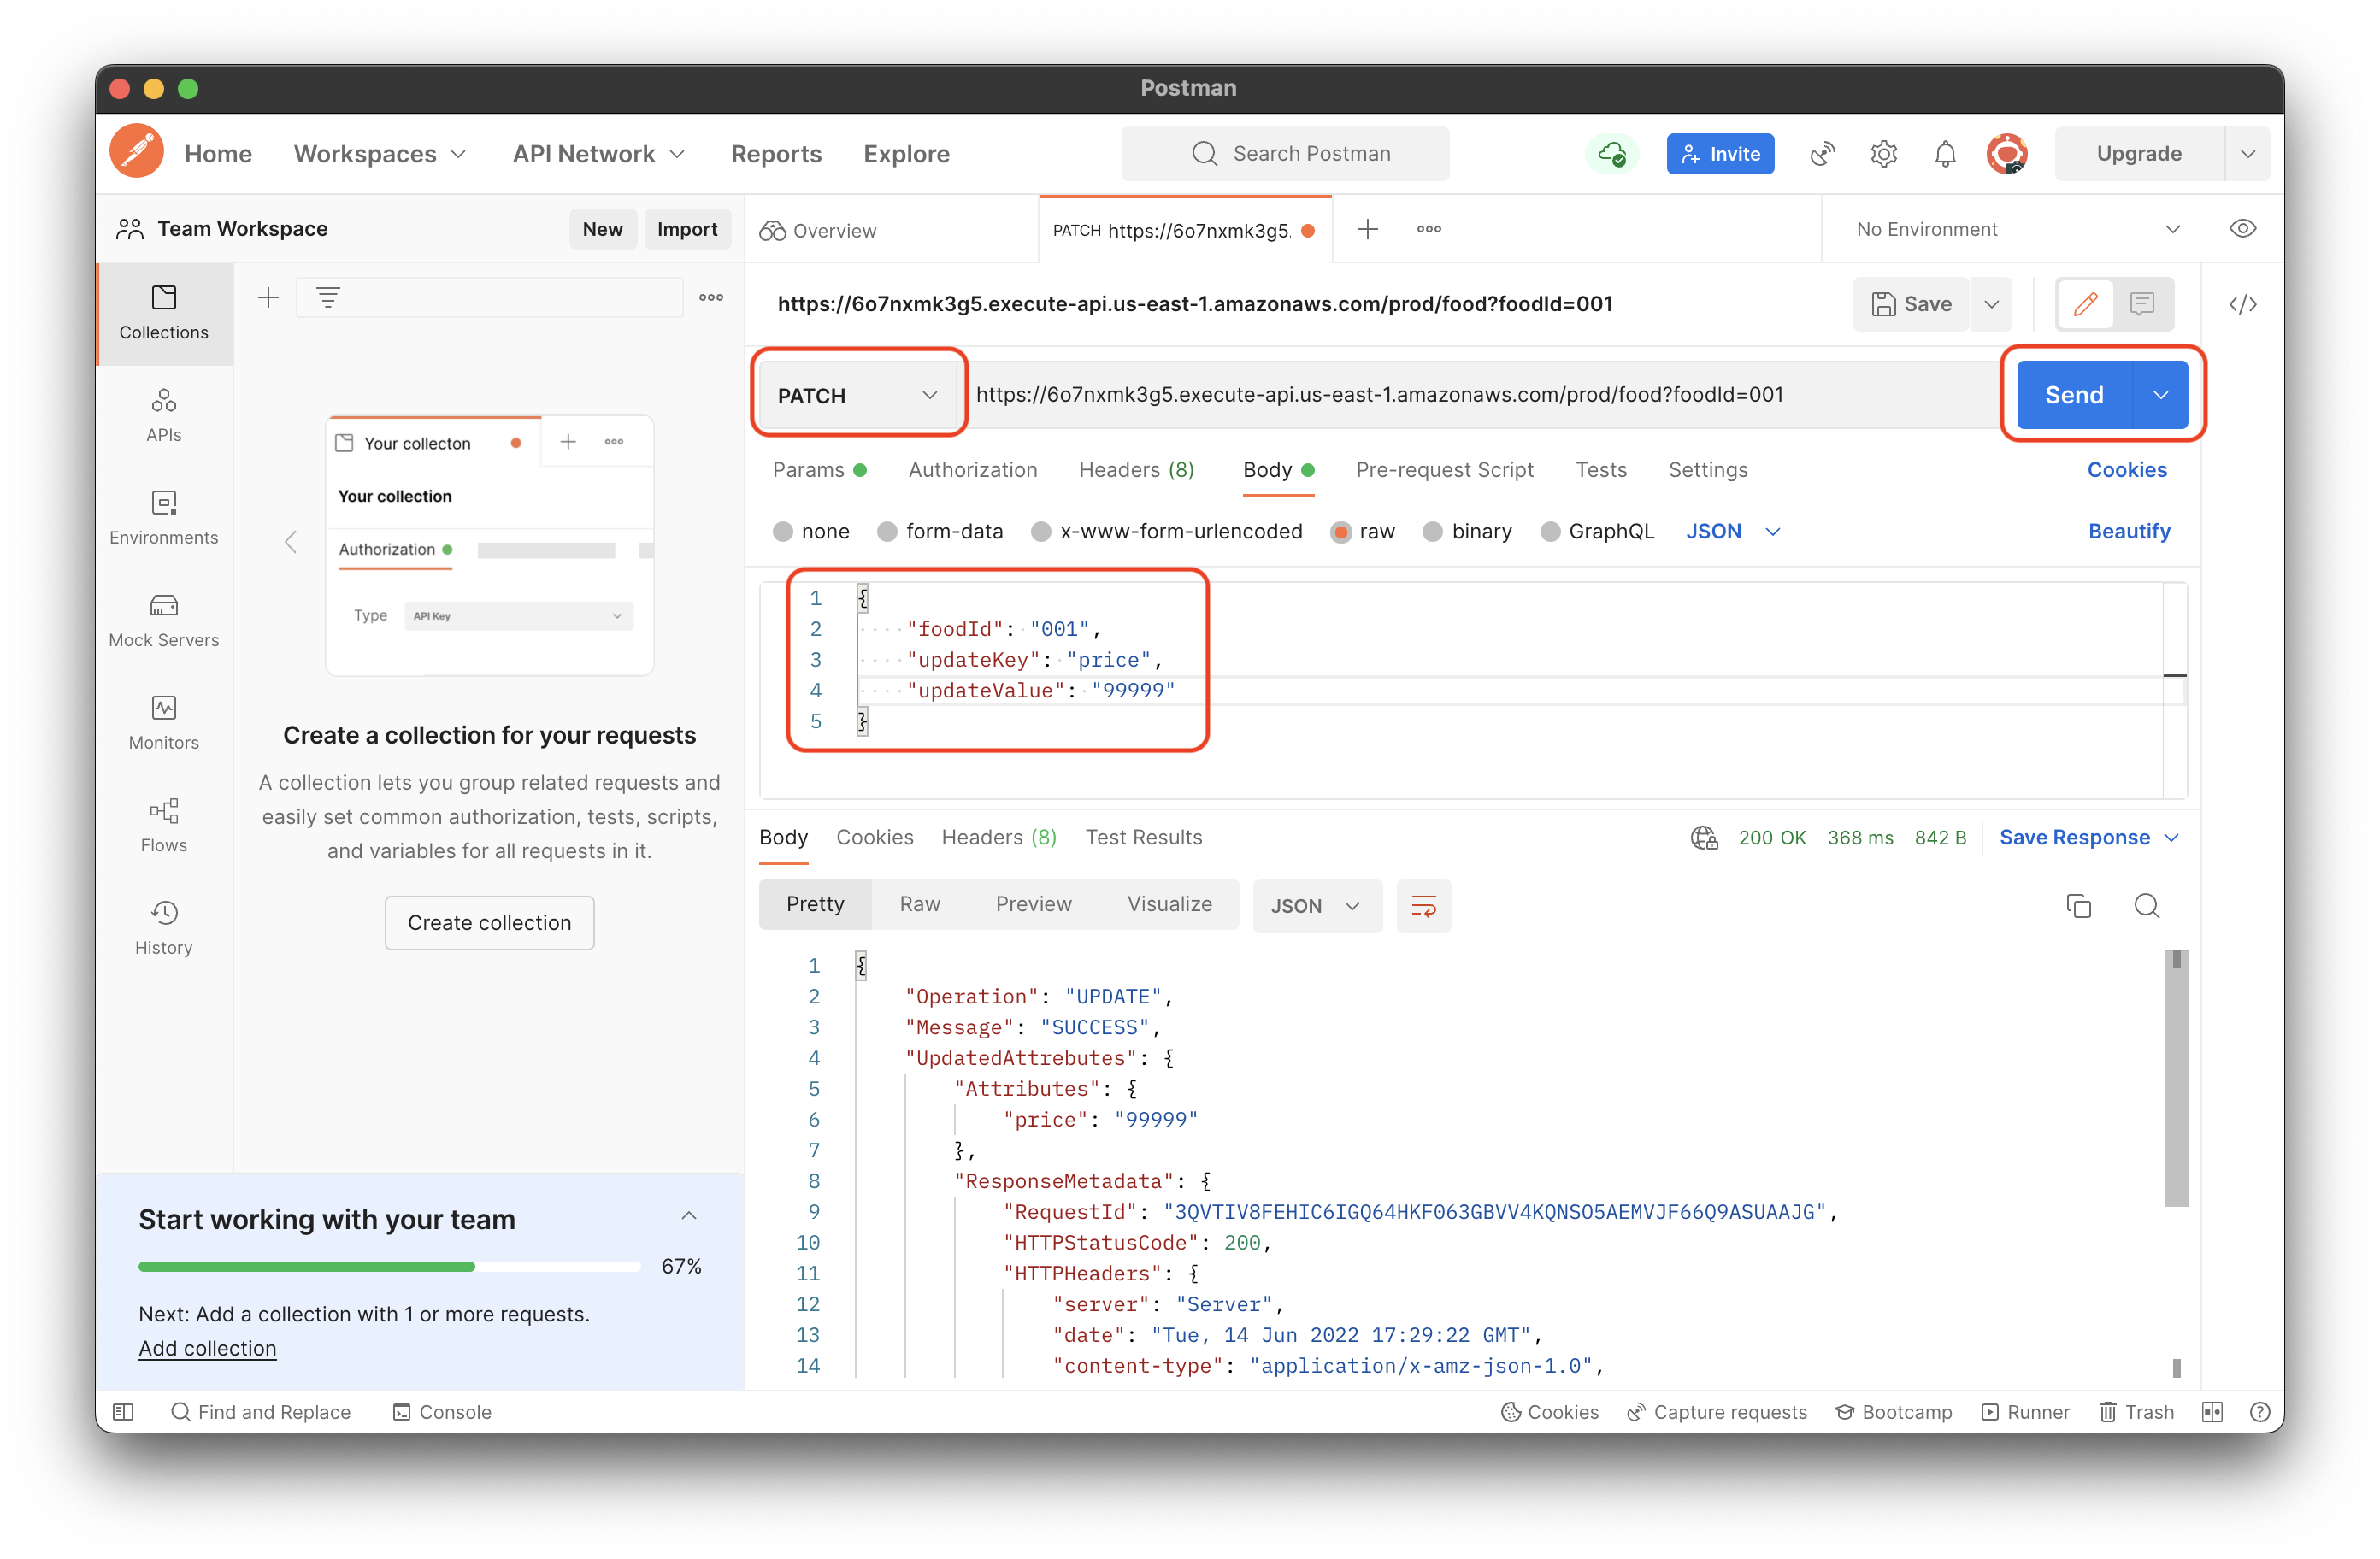 Postman
Home Workspaces API Network Reports Explore Search Postman Invite Upgrade
Team Workspace New Import Overview PATCH https://6o7nxmk3g5. No Environment
Collections
APIs
Environments
Mock Servers
Monitors
Flows
History
Your collecton
Your collection
Authorization
Type API Key
Create a collection for your requests
A collection lets you group related requests and
easily set common authorization, tests, scripts,
and variables for all requests in it.
Create collection
Start working with your team
67%
Next: Add a collection with 1 or more requests.
Add collection
https://6o7nxmk3g5.execute-api.us-east-1.amazonaws.com/prod/food?foodId=001 Save
PATCH https://6o7nxmk3g5.execute-api.us-east-1.amazonaws.com/prod/food?foodId=001 Send
Params Authorization Headers (8) Body Pre-request Script Tests Settings Cookies
none form-data x-www-form-urlencoded raw binary GraphQL JSON Beautify
1 {
2 "foodId": "001",
3 "updateKey": "price",
4 "updateValue": "99999"
5 }
Body Cookies Headers (8) Test Results 200 OK 368 ms 842 B Save Response
Pretty Raw Preview Visualize JSON
1 {
2 "Operation": "UPDATE",
3 "Message": "SUCCESS",
4 "UpdatedAttrebutes": {
5 "Attributes": {
6 "price": "99999"
7 },
8 "ResponseMetadata": {
9 "RequestId": "3QVTIV8FEHIC6IGQ64HKF063GBVV4KQNSO5AEMVJF66Q9ASUAAJG",
10 "HTTPStatusCode": 200,
11 "HTTPHeaders": {
12 "server": "Server",
13 "date": "Tue, 14 Jun 2022 17:29:22 GMT",
14 "content-type": "application/x-amz-json-1.0",
Find and Replace Console Cookies Capture requests Bootcamp Runner Trash